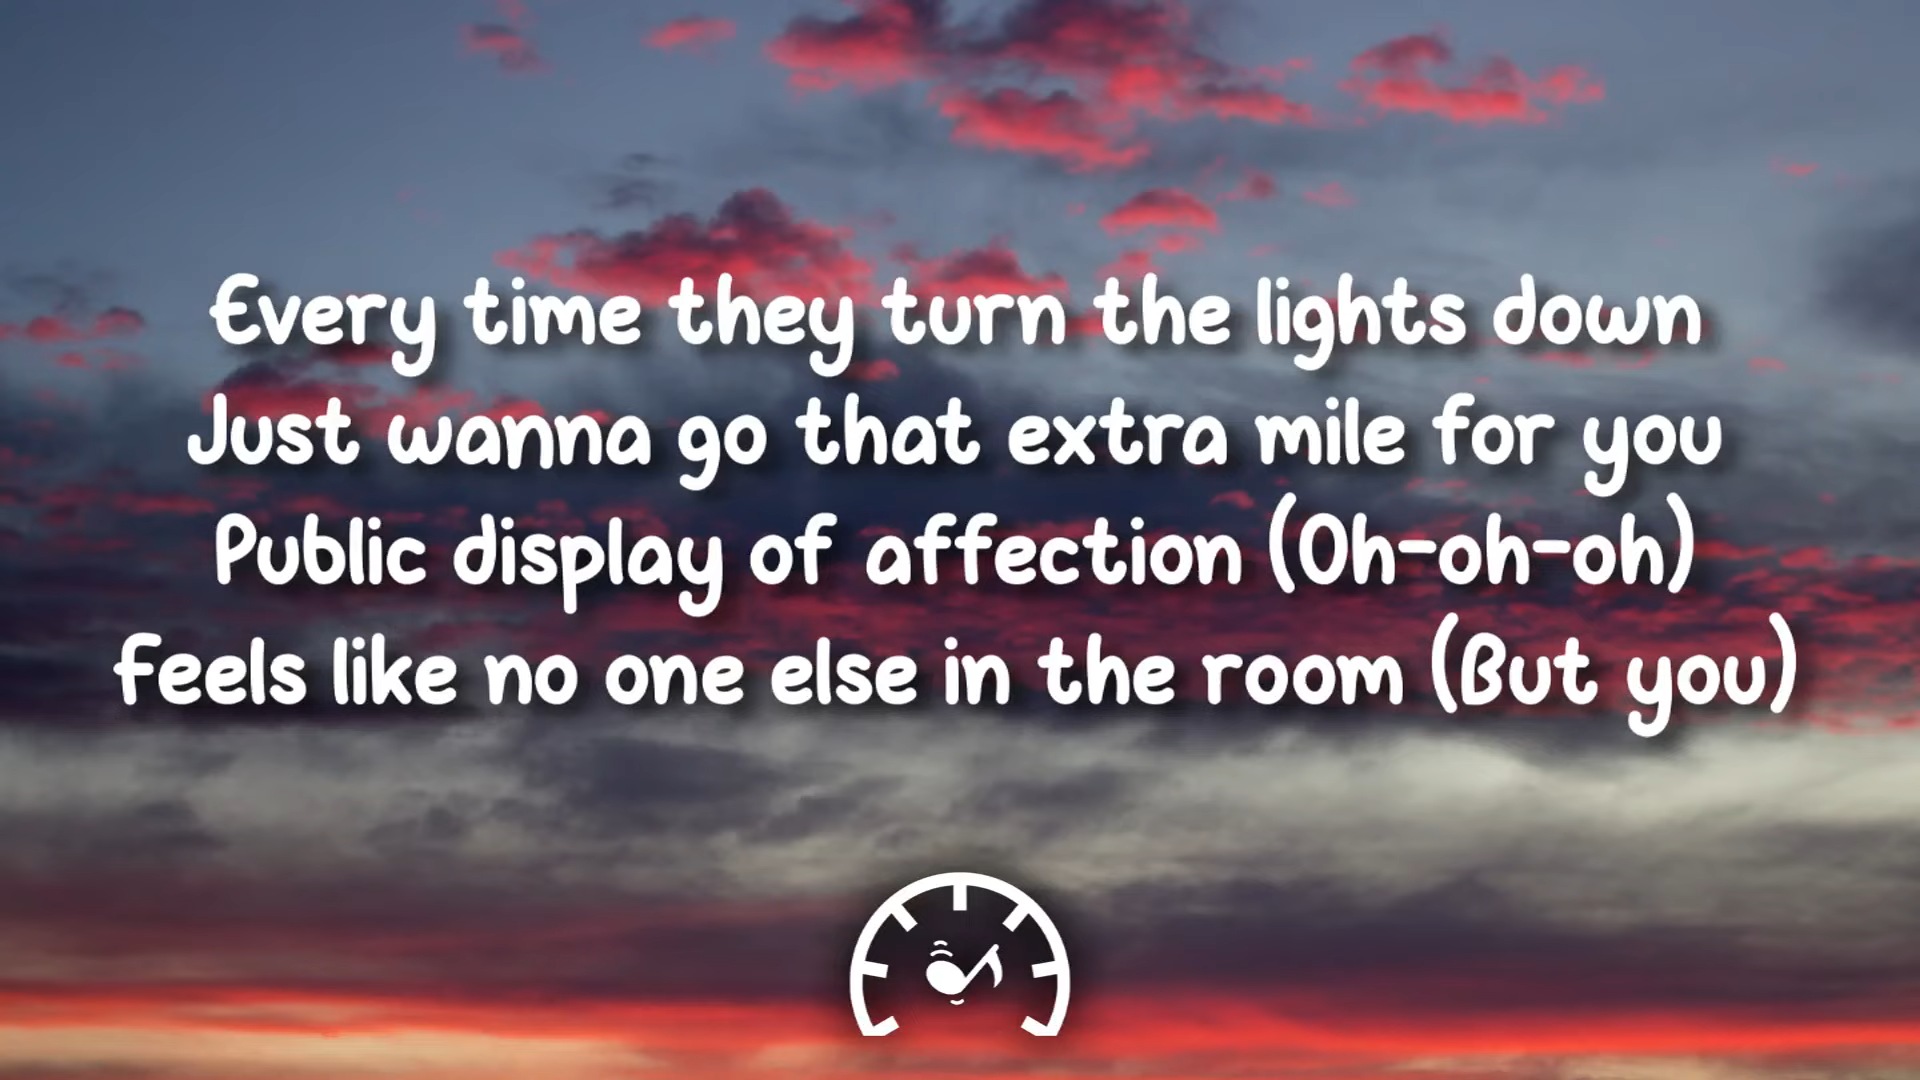 Every time they turn the lights down
Just wanna go that extra mile for you
Public display of affection (Oh-oh-oh)
Feels like no one else in the room (But you)